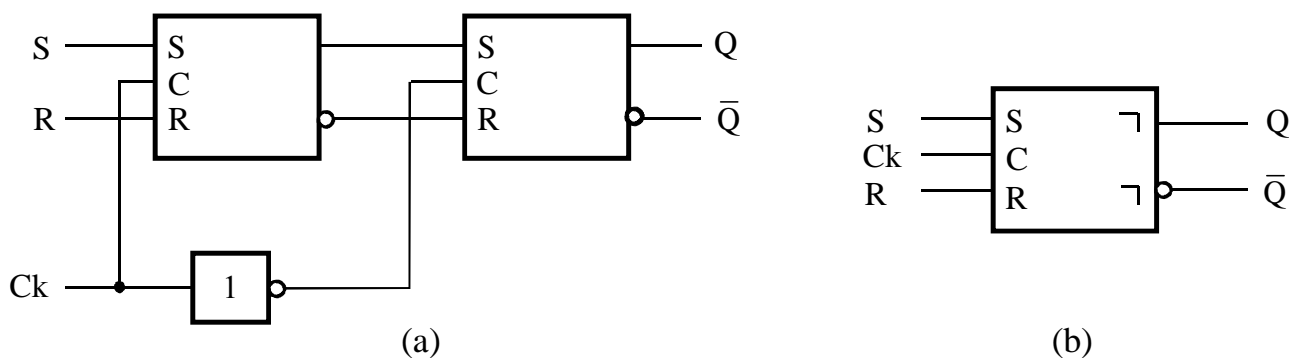 S S S Q
C C
R R R Q̅
Ck 1
(a)
S S ¬ Q
Ck C
R R ¬ Q̅
(b)